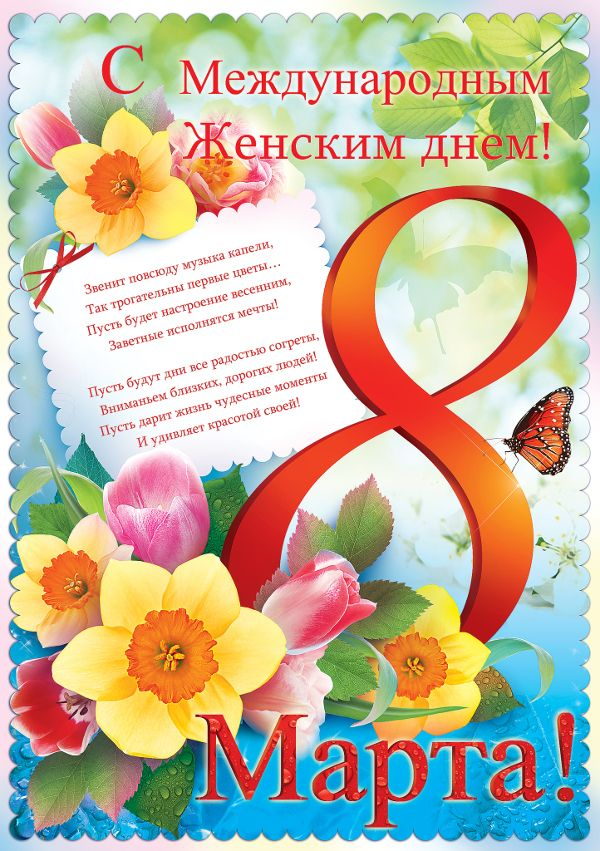 С Международным
Женским днем!
Звенит повсюду музыка капели,
Так трогательны первые цветы...
Пусть будет настроение весенним,
Заветные исполнятся мечты!
Пусть будут дни все радостью согреты,
Вниманьем близких, дорогих людей!
Пусть дарит жизнь чудесные моменты
И удивляет красотой своей!
8
Марта!